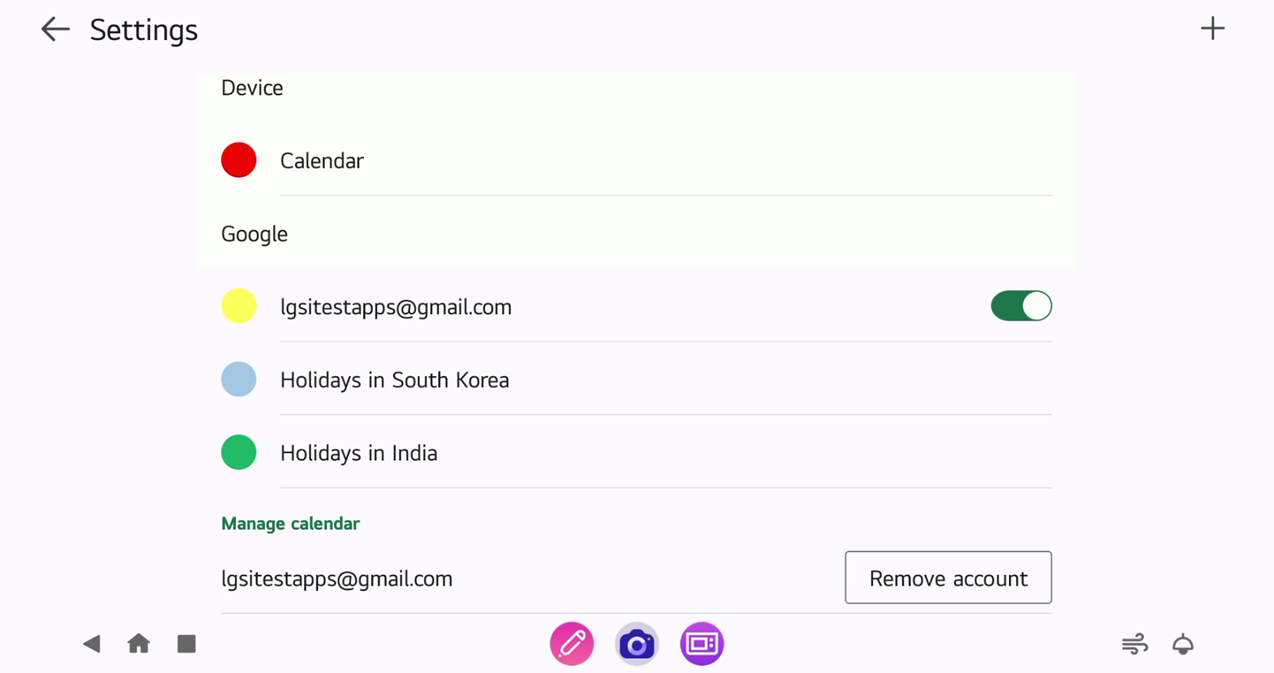 Settings
Device
Calendar
Google
lgsitestapps@gmail.com
Holidays in South Korea
Holidays in India
Manage calendar
lgsitestapps@gmail.com
Remove account